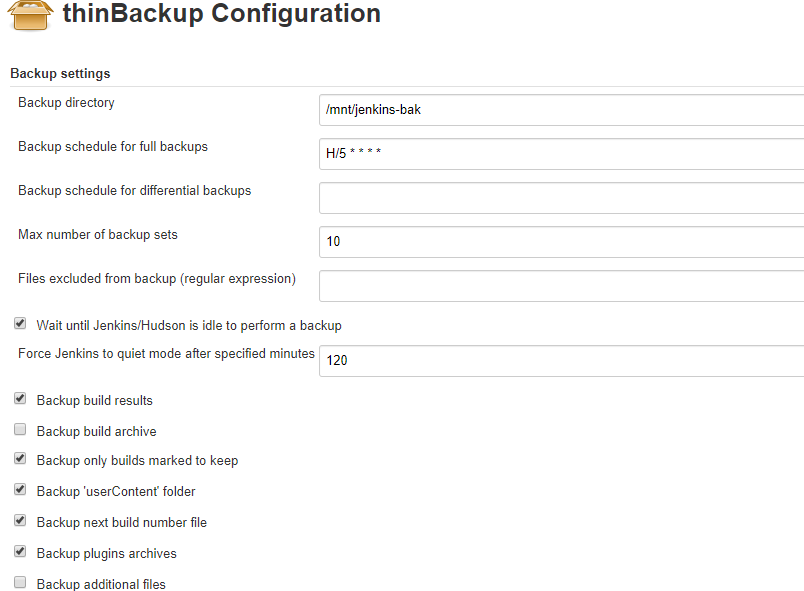 thinBackup Configuration
Backup settings
Backup directory
/mnt/jenkins-bak
Backup schedule for full backups
H/5 * * * *
Backup schedule for differential backups
Max number of backup sets
10
Files excluded from backup (regular expression)
Wait until Jenkins/Hudson is idle to perform a backup
Force Jenkins to quiet mode after specified minutes
120
Backup build results
Backup build archive
Backup only builds marked to keep
Backup 'userContent' folder
Backup next build number file
Backup plugins archives
Backup additional files